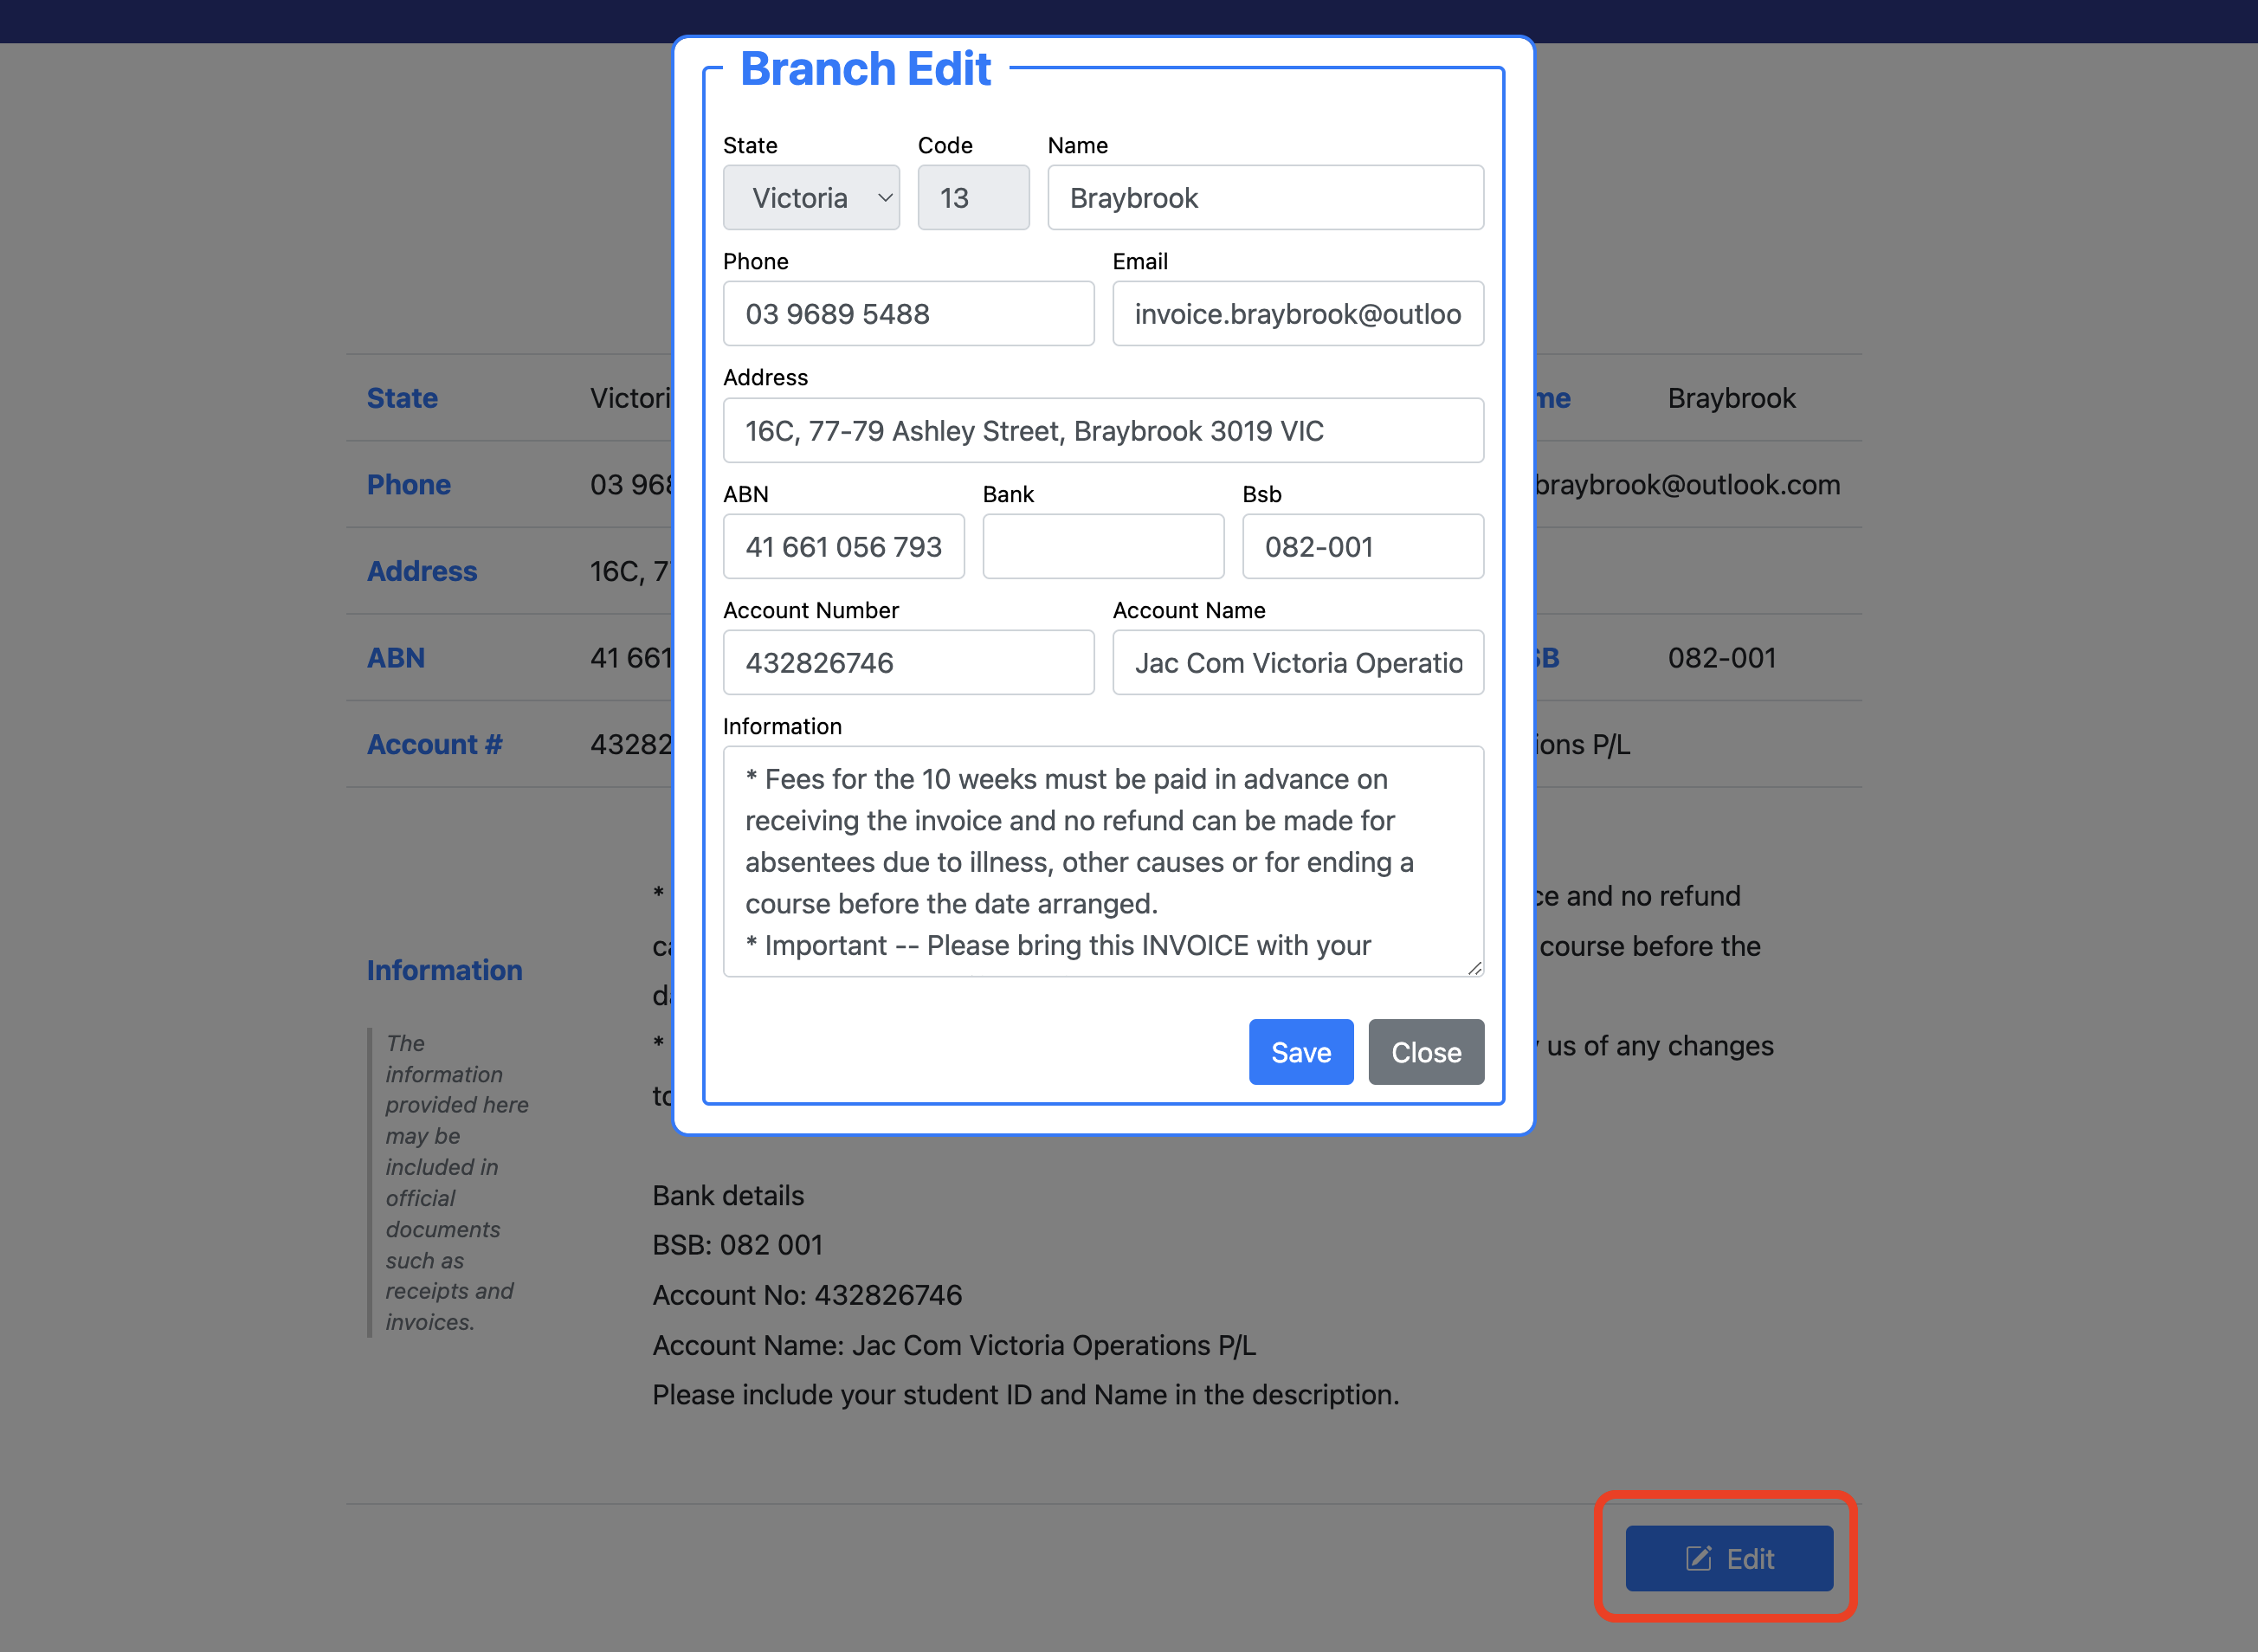 Branch Edit
State Code Name
Victoria 13 Braybrook
Phone Email
03 9689 5488 invoice.braybrook@outloo
Address
16C, 77-79 Ashley Street, Braybrook 3019 VIC
ABN Bank Bsb
41 661 056 793 082-001
Account Number Account Name
432826746 Jac Com Victoria Operatio
Information
* Fees for the 10 weeks must be paid in advance on
receiving the invoice and no refund can be made for
absentees due to illness, other causes or for ending a
course before the date arranged.
* Important -- Please bring this INVOICE with your
Save Close
State Victori me Braybrook
Phone 03 968 braybrook@outlook.com
Address 16C, 7
ABN 41 661 SB 082-001
Account # 43282 ions P/L
Information
The
information
provided here
may be
included in
official
documents
such as
receipts and
invoices.
* ce and no refund
ca course before the
da
* us of any changes
to
Bank details
BSB: 082 001
Account No: 432826746
Account Name: Jac Com Victoria Operations P/L
Please include your student ID and Name in the description.
Edit